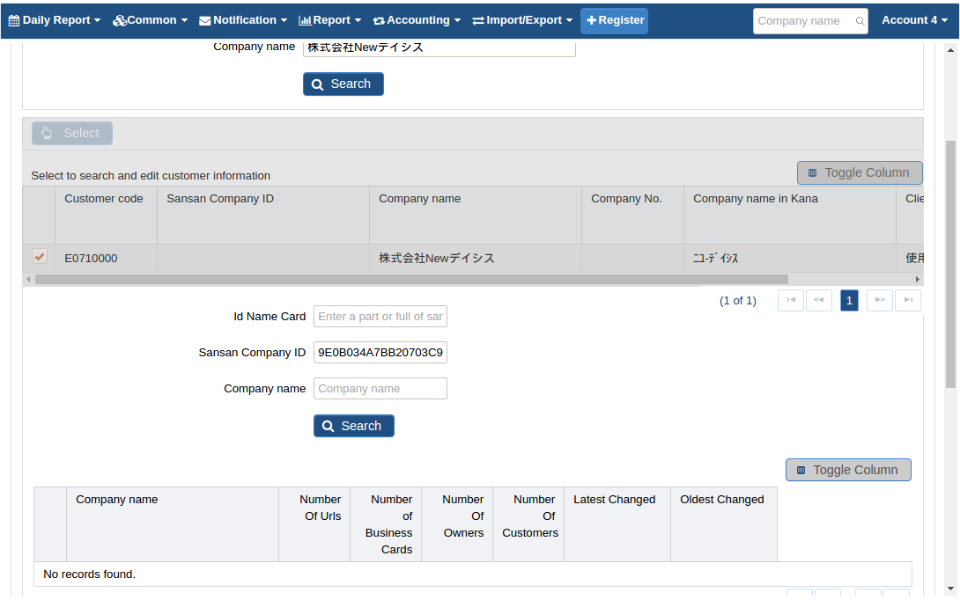 Daily Report Common Notification Report Accounting Import/Export Register Company name Account 4
Company name 株式会社Newデイシス
Search
Select
Select to search and edit customer information
Toggle Column
Customer code Sansan Company ID Company name Company No. Company name in Kana Clie
E0710000 株式会社Newデイシス ﾆﾕｰﾃﾞｲｼｽ 使用
(1 of 1) 1
Id Name Card Enter a part or full of sar
Sansan Company ID 9E0B034A7BB20703C9
Company name Company name
Search
Toggle Column
Company name Number Of Urls Number of Business Cards Number Of Owners Number Of Customers Latest Changed Oldest Changed
No records found.